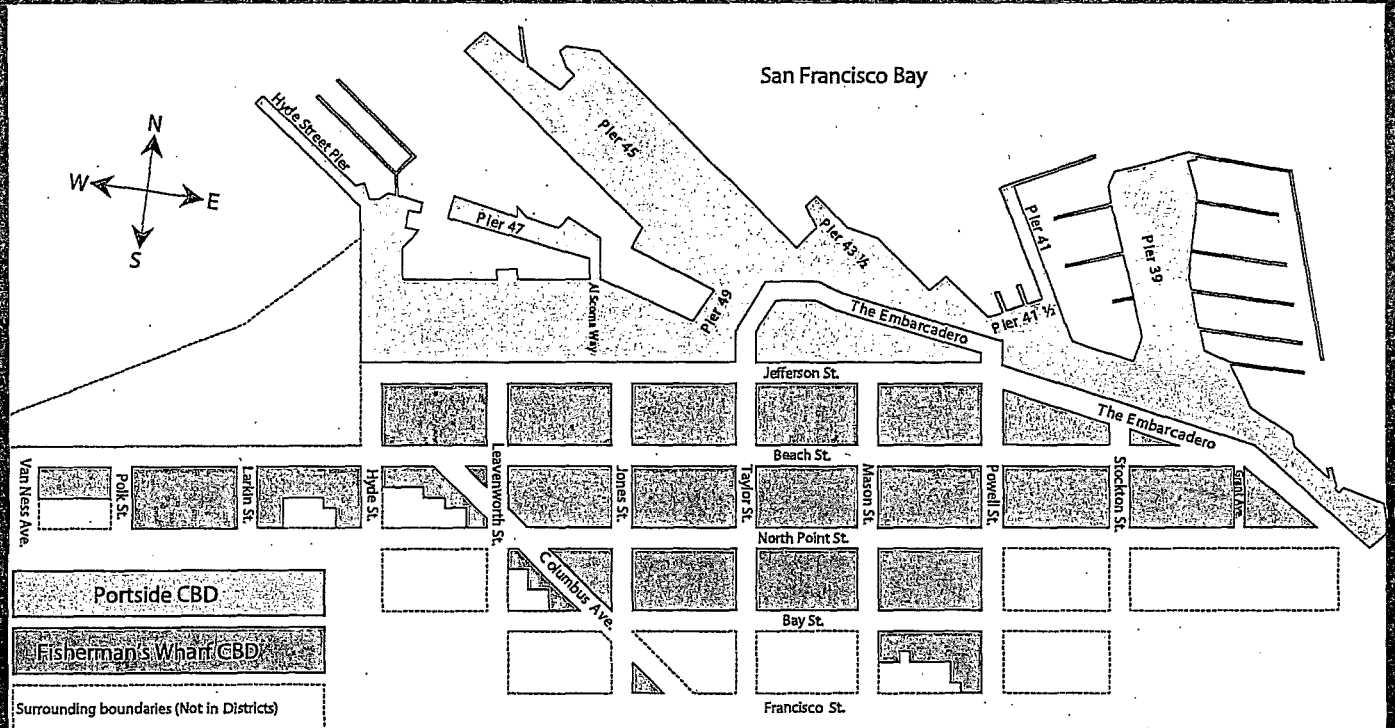 San Francisco Bay
N
W
E
S
Hyde Street Pier
Pier 45
Pier 47
Pier 43 ½
Pier 41
Pier 39
Pier 49
Pier 41 ½
Al Scoma Way
The Embarcadero
Jefferson St.
The Embarcadero
Beach St.
Van Ness Ave.
Polk St.
Larkin St.
Hyde St.
Leavenworth St.
Jones St.
Taylor St.
Mason St.
Powell St.
Stockton St.
Grant Ave.
North Point St.
Columbus Ave.
Portside CBD
Bay St.
Fisherman's Wharf CBD
Surrounding boundaries (Not in Districts)
Francisco St.